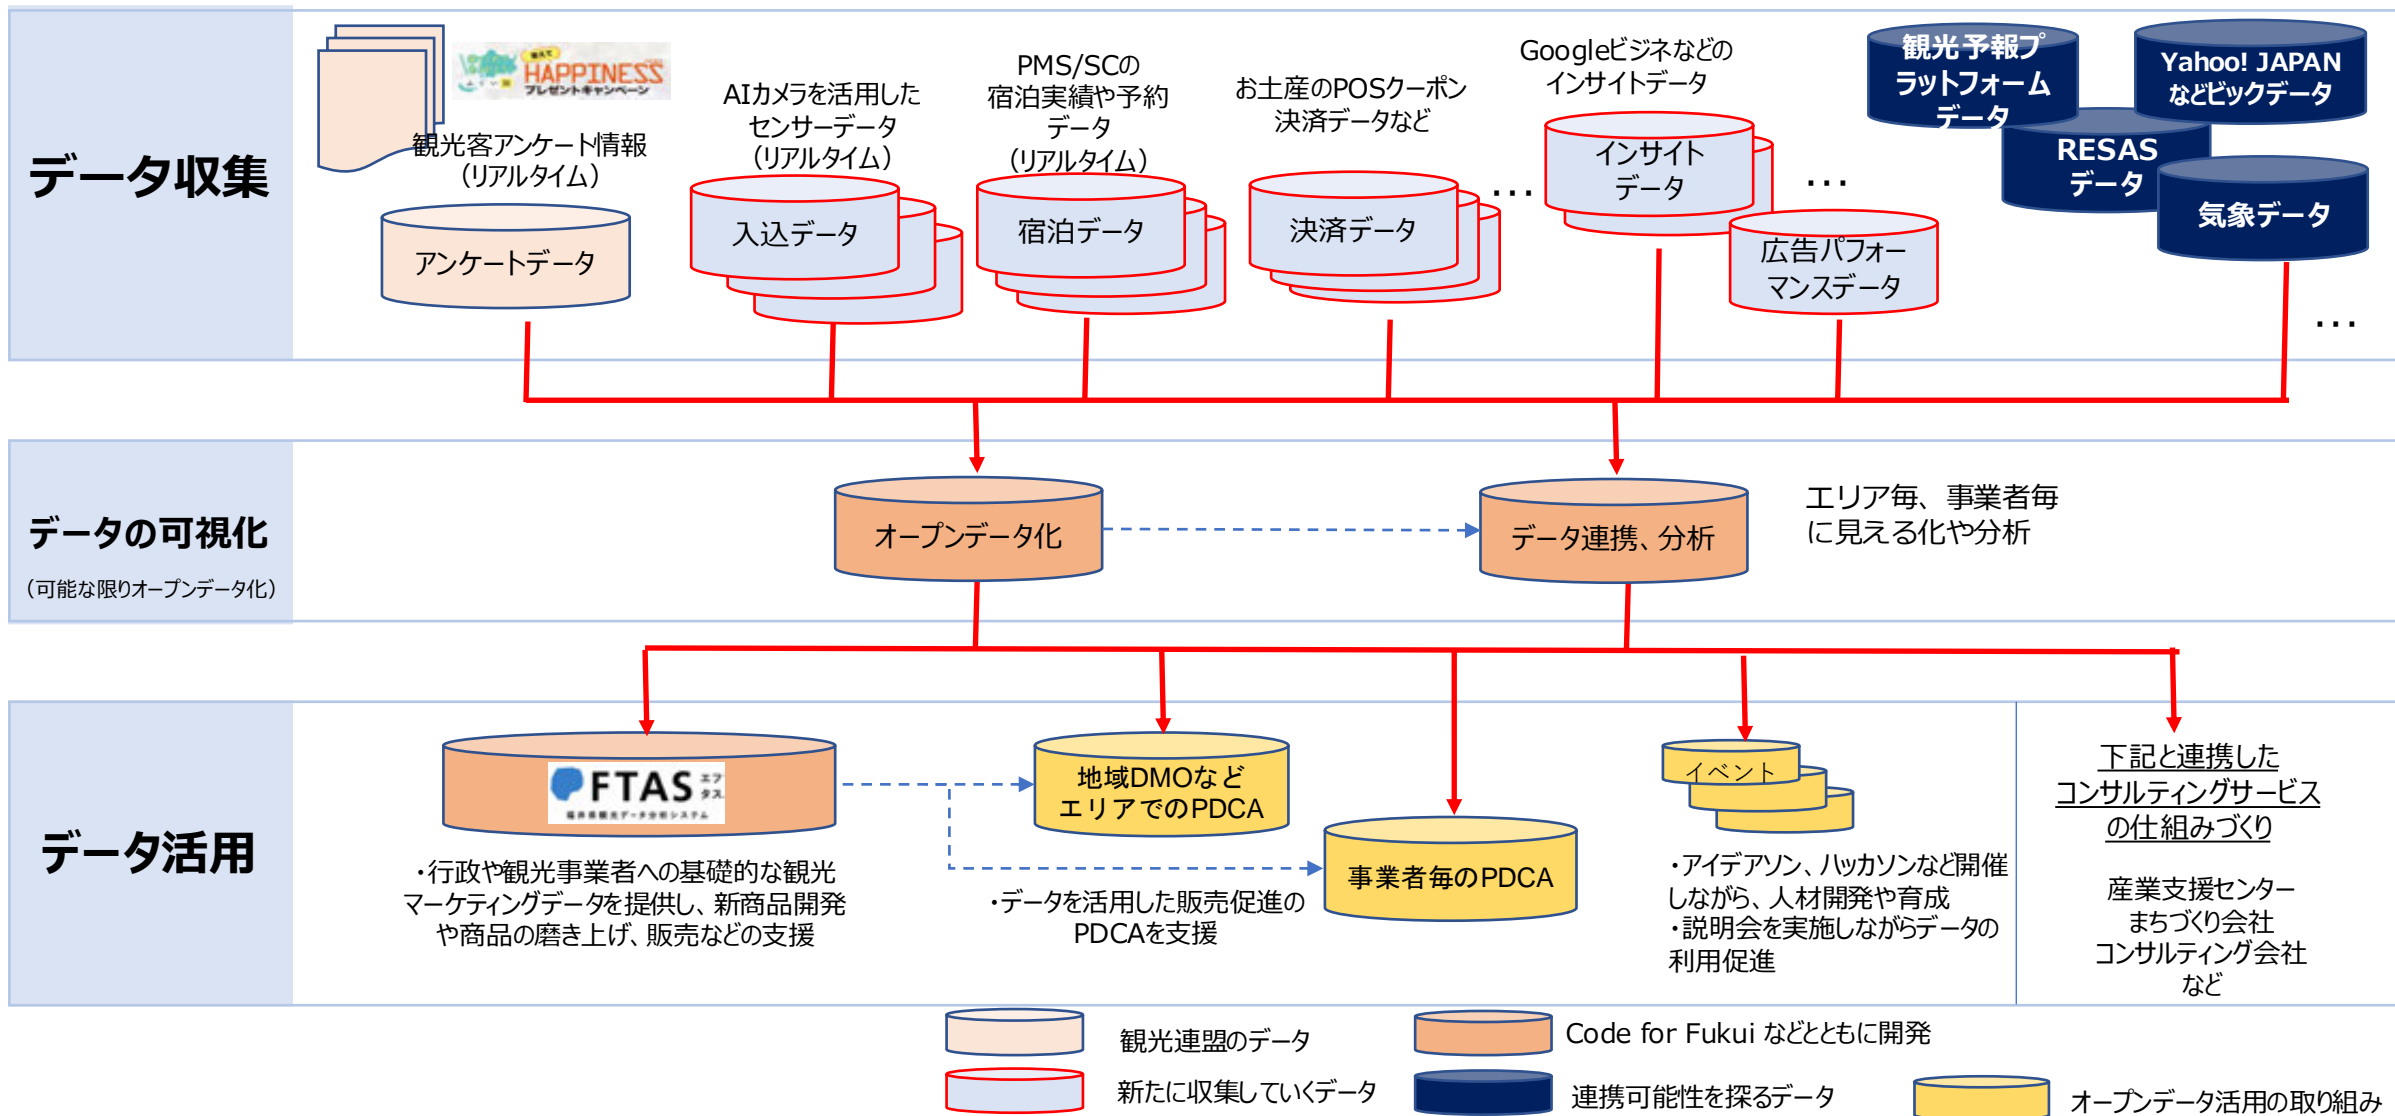 データ収集
HAPPINESS
プレゼントキャンペーン
観光客アンケート情報
（リアルタイム）
アンケートデータ
AIカメラを活用した
センサーデータ
（リアルタイム）
入込データ
PMS/SCの
宿泊実績や予約
データ
（リアルタイム）
宿泊データ
お土産のPOSクーポン
決済データなど
決済データ
…
Googleビジネなどの
インサイトデータ
インサイト
データ
…
広告パフォー
マンスデータ
観光予報プ
ラットフォーム
データ
Yahoo! JAPAN
などビックデータ
RESAS
データ
気象データ
…
データの可視化
（可能な限りオープンデータ化）
オープンデータ化
データ連携、分析
エリア毎、事業者毎
に見える化や分析
データ活用
FTAS
エフ
タス
福井県観光データ分析システム
・行政や観光事業者への基礎的な観光
マーケティングデータを提供し、新商品開発
や商品の磨き上げ、販売などの支援
地域DMOなど
エリアでのPDCA
・データを活用した販売促進の
PDCAを支援
事業者毎のPDCA
イベント
・アイデアソン、ハッカソンなど開催
しながら、人材開発や育成
・説明会を実施しながらデータの
利用促進
下記と連携した
コンサルティングサービス
の仕組みづくり
産業支援センター
まちづくり会社
コンサルティング会社
など
観光連盟のデータ
Code for Fukui などとともに開発
新たに収集していくデータ
連携可能性を探るデータ
オープンデータ活用の取り組み